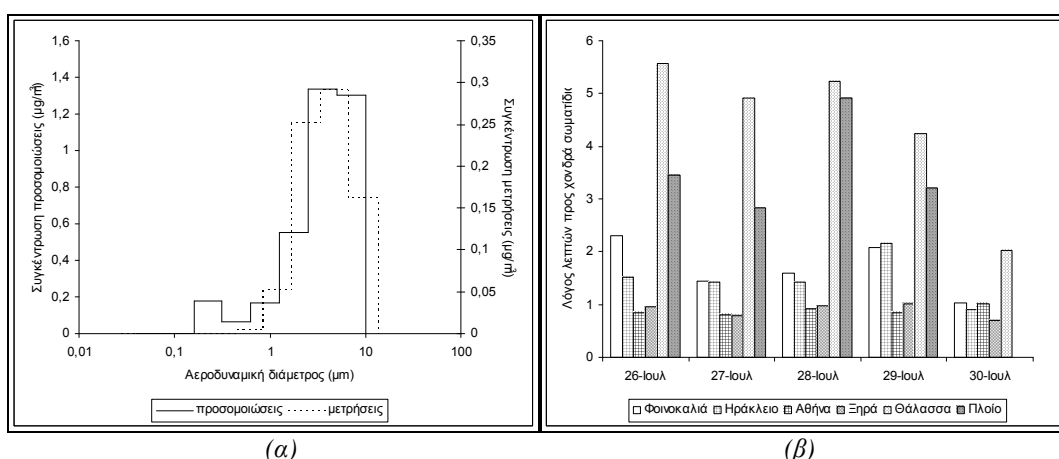 Συγκέντρωση προσομοιώσεις (μg/m³)
1,6
1,4
1,2
1
0,8
0,6
0,4
0,2
0
0,35
0,3
0,25
0,2
0,15
0,1
0,05
0
Συγκέντρωση μετρήσεις (μg/m³)
0,01 0,1 1 10 100
Αεροδυναμική διάμετρος (μm)
προσομοιώσεις μετρήσεις
(α)
Λόγος λεπτών προς χονδρά σωματίδι
6
5
4
3
2
1
0
26-Ιουλ 27-Ιουλ 28-Ιουλ 29-Ιουλ 30-Ιουλ
Φοινοκαλιά Ηράκλειο Αθήνα Ξηρά Θάλασσα Πλοίο
(β)